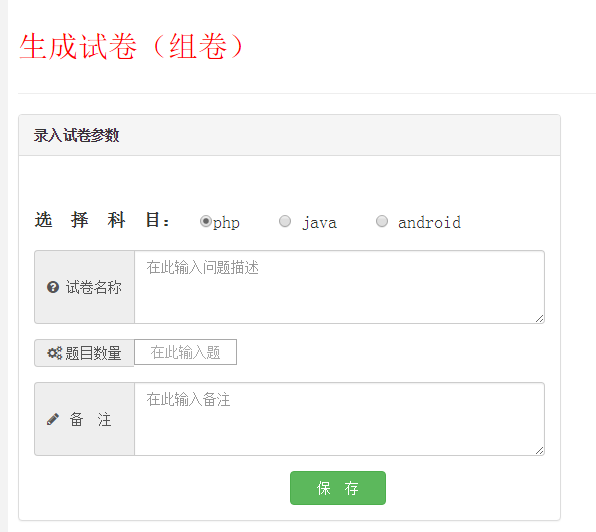 生成试卷（组卷）
录入试卷参数
选 择 科 目： php java android
试卷名称 在此输入问题描述
题目数量 在此输入题
备 注 在此输入备注
保 存